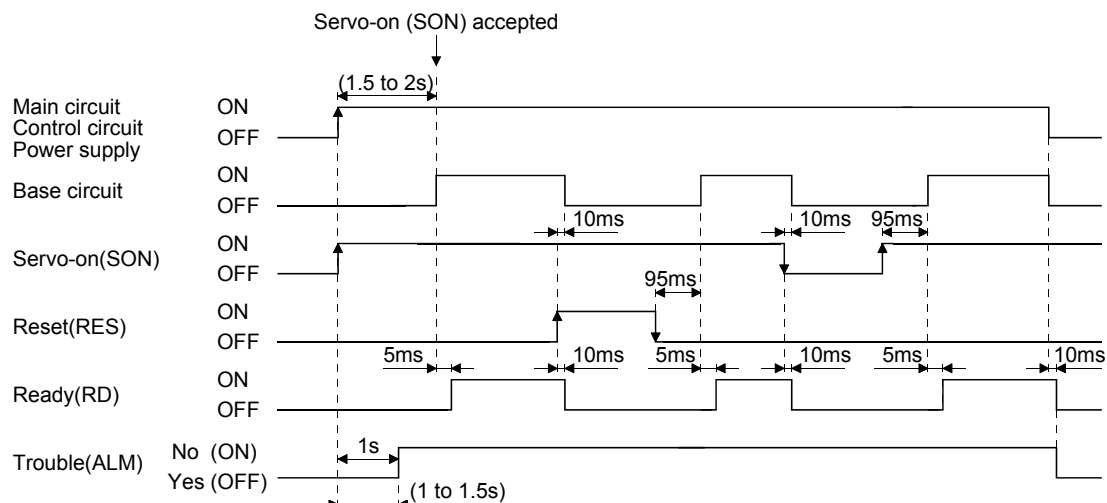 Servo-on (SON) accepted
(1.5 to 2s)
Main circuit
Control circuit
Power supply
ON
OFF
Base circuit
ON
OFF
10ms
10ms
95ms
Servo-on(SON)
ON
OFF
95ms
Reset(RES)
ON
OFF
5ms
10ms
5ms
10ms
5ms
10ms
Ready(RD)
ON
OFF
Trouble(ALM)
No (ON)
Yes (OFF)
1s
(1 to 1.5s)